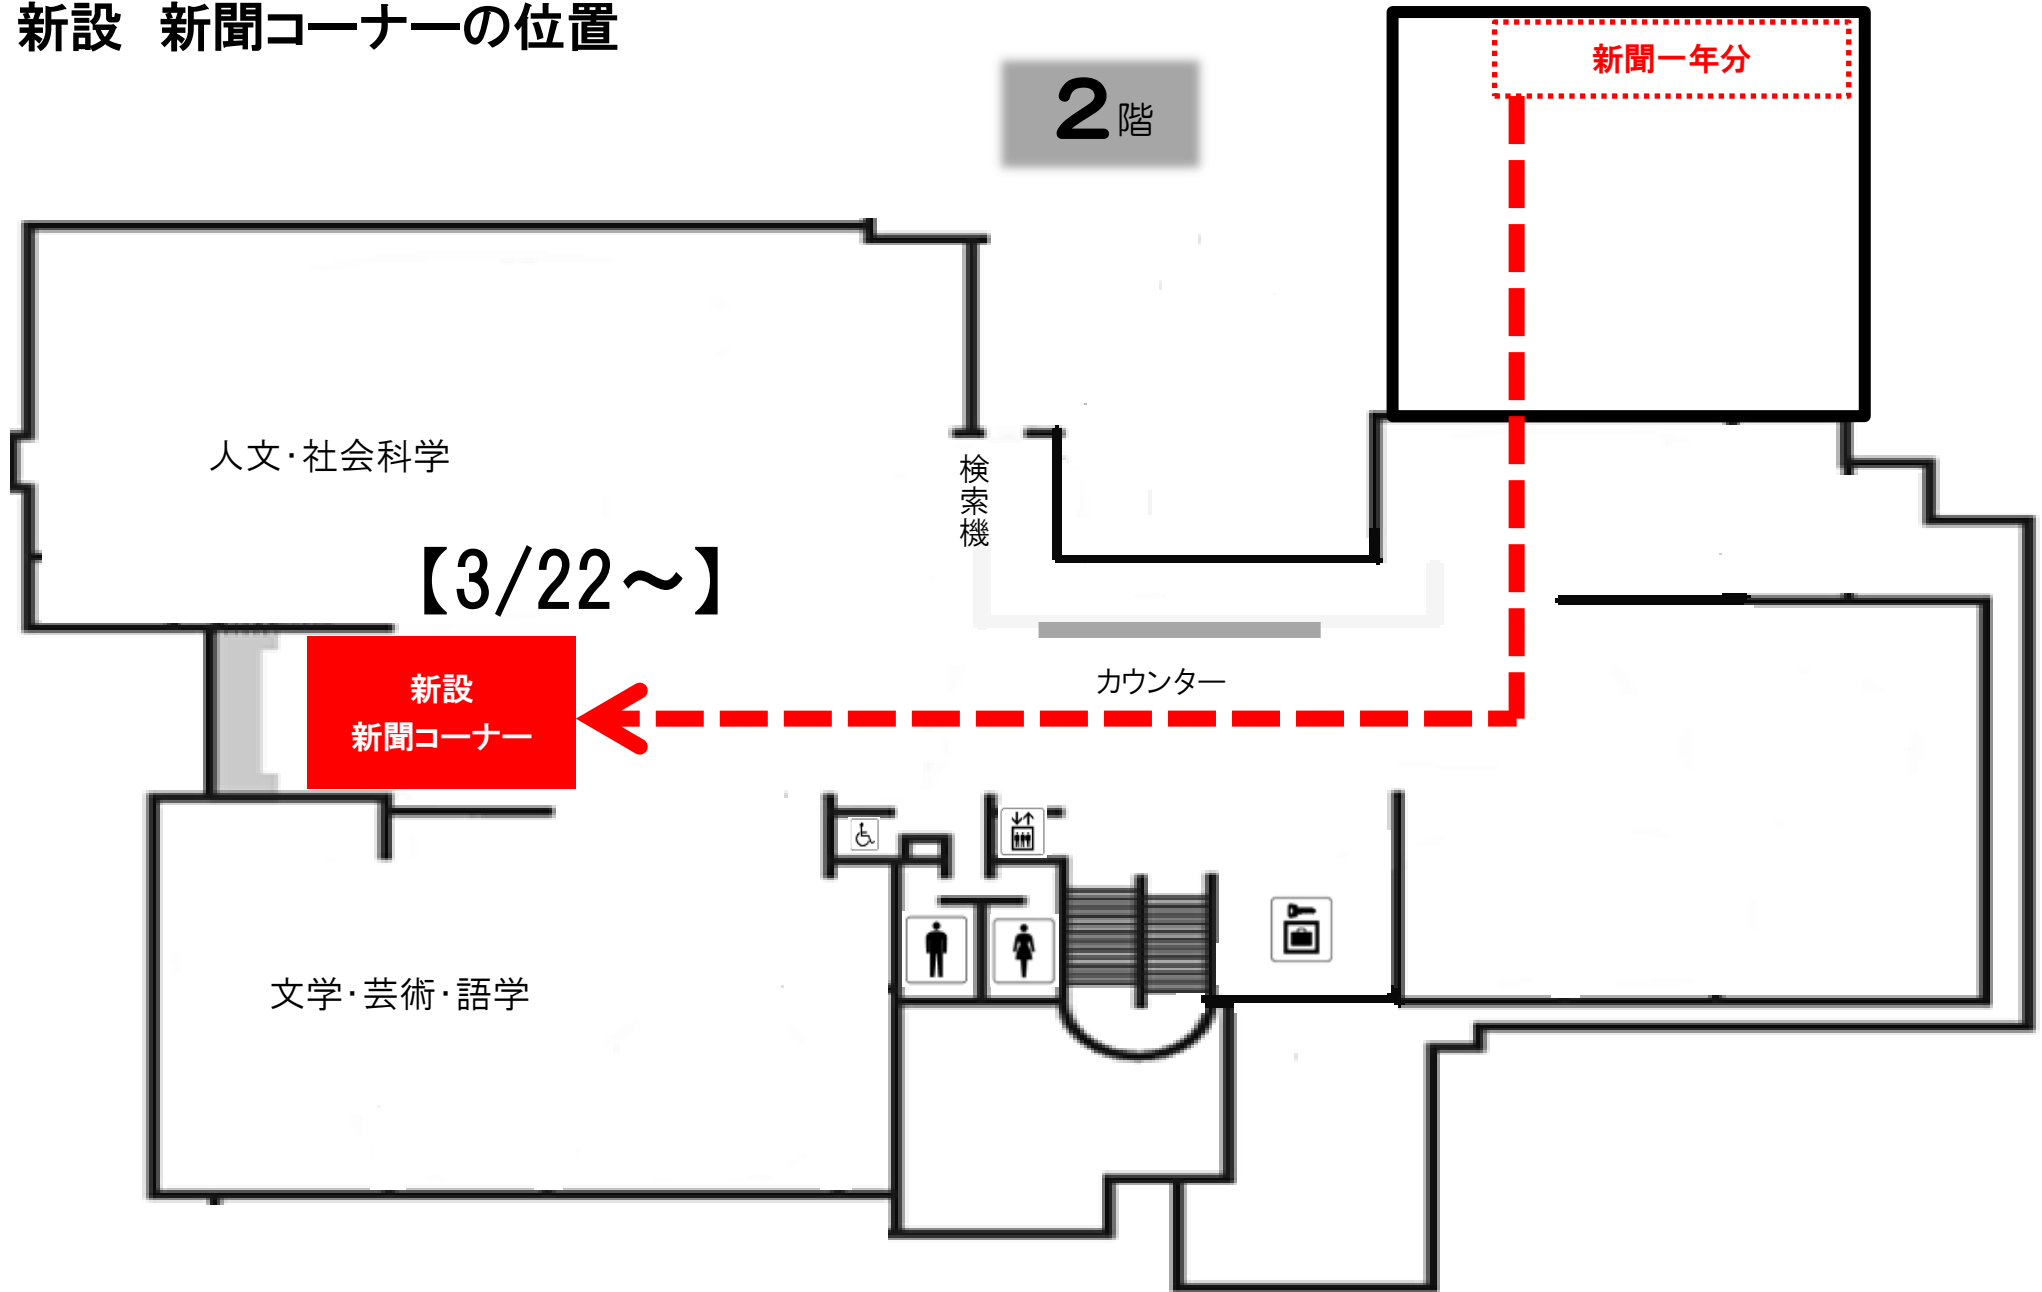 新設　新聞コーナーの位置
新聞一年分
2階
人文・社会科学
検索機
【3/22～】
新設
新聞コーナー
カウンター
文学・芸術・語学